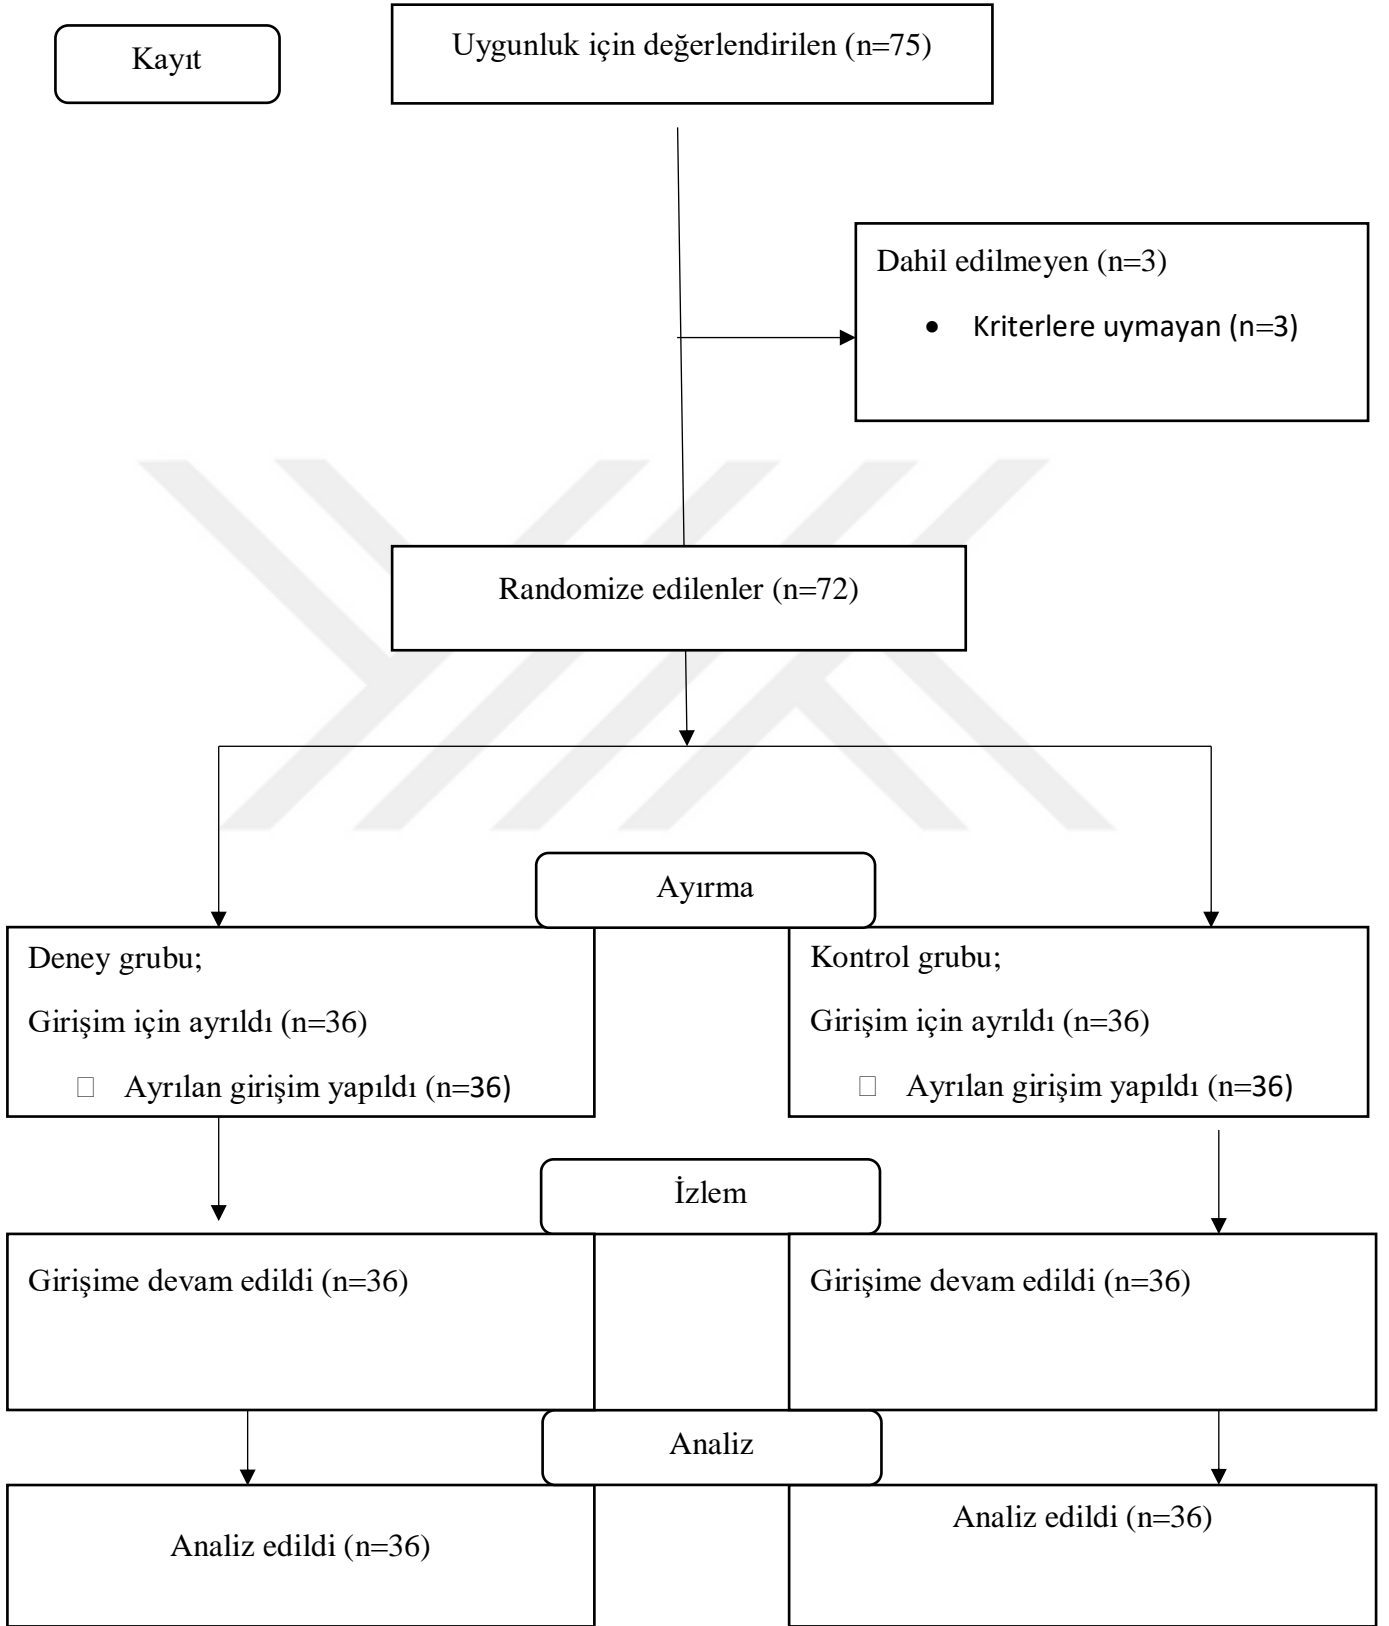 Kayıt
Uygunluk için değerlendirilen (n=75)
Dahil edilmeyen (n=3)
• Kriterlere uymayan (n=3)
Randomize edilenler (n=72)
Ayırma
Deney grubu;
Girişim için ayrıldı (n=36)
□ Ayrılan girişim yapıldı (n=36)
Kontrol grubu;
Girişim için ayrıldı (n=36)
□ Ayrılan girişim yapıldı (n=36)
İzlem
Girişime devam edildi (n=36)
Girişime devam edildi (n=36)
Analiz
Analiz edildi (n=36)
Analiz edildi (n=36)